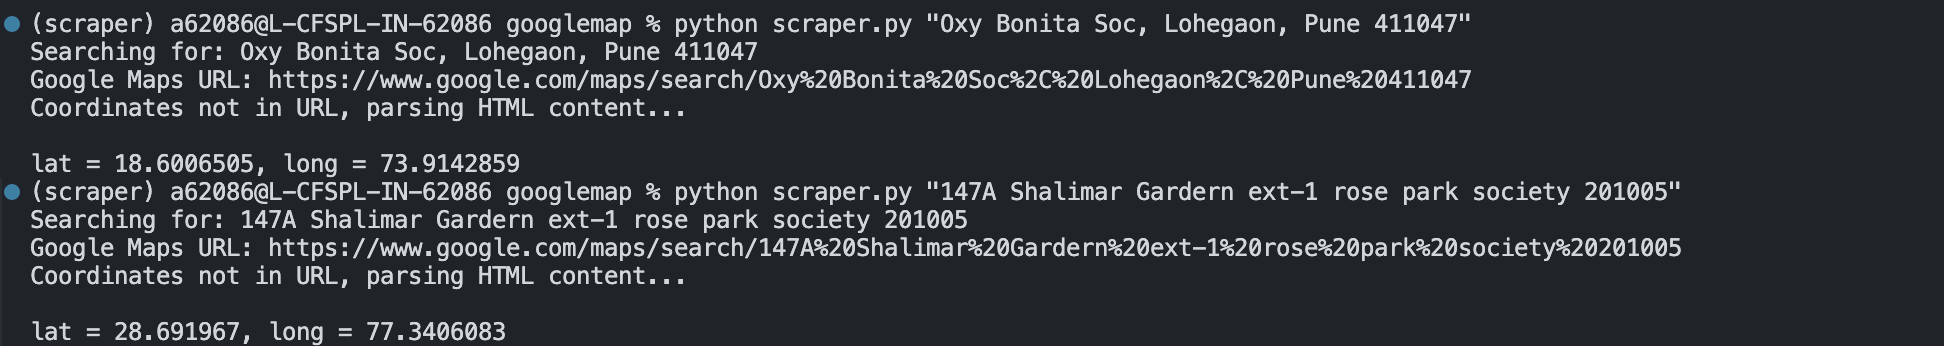 (scraper) a62086@L-CFSPL-IN-62086 googlemap % python scraper.py "Oxy Bonita Soc, Lohegaon, Pune 411047"
Searching for: Oxy Bonita Soc, Lohegaon, Pune 411047
Google Maps URL: https://www.google.com/maps/search/Oxy%20Bonita%20Soc%2C%20Lohegaon%2C%20Pune%20411047
Coordinates not in URL, parsing HTML content...
lat = 18.6006505, long = 73.9142859
(scraper) a62086@L-CFSPL-IN-62086 googlemap % python scraper.py "147A Shalimar Gardern ext-1 rose park society 201005"
Searching for: 147A Shalimar Gardern ext-1 rose park society 201005
Google Maps URL: https://www.google.com/maps/search/147A%20Shalimar%20Gardern%20ext-1%20rose%20park%20society%20201005
Coordinates not in URL, parsing HTML content...
lat = 28.691967, long = 77.3406083